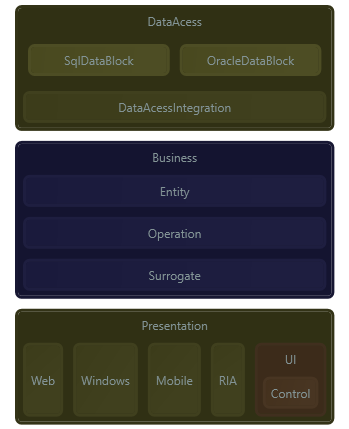 DataAcess
SqlDataBlock OracleDataBlock
DataAcessIntegration
Business
Entity
Operation
Surrogate
Presentation
Web Windows Mobile RIA UI
Control